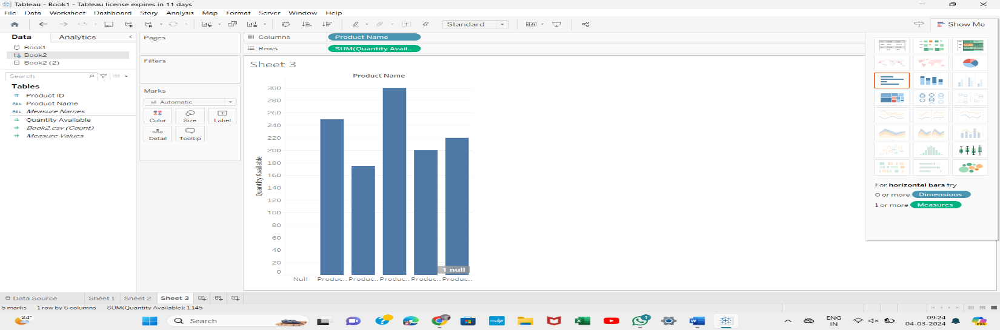 Tableau - Book1 - Tableau license expires in 11 days
File Data Worksheet Dashboard Story Analysis Map Format Server Window Help
Standard
Show Me
Data Analytics
Book1
Book2
Book2 (2)
Search
Tables
Product ID
Abc Product Name
Abc Measure Names
Quantity Available
Book2.csv (Count)
Measure Values
Pages
Filters
Marks
Automatic
Color Size Label
Detail Tooltip
Columns Product Name
Rows SUM(Quantity Avail..
Sheet 3
Product Name
Quantity Available
300
280
260
240
220
200
180
160
140
120
100
80
60
40
20
0
1 null
Null Produc.. Produc.. Produc.. Produc.. Produc..
For horizontal bars try
0 or more Dimensions
1 or more Measures
Data Source Sheet 1 Sheet 2 Sheet 3
5 marks 1 row by 6 columns SUM(Quantity Available): 1,145
24°
Search
myhp
1
ENG
IN
09:24
04-03-2024
PRE